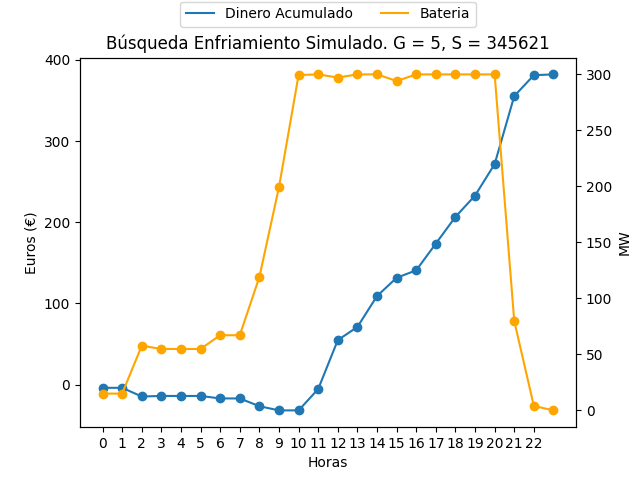 Dinero Acumulado Bateria
Búsqueda Enfriamiento Simulado. G = 5, S = 345621
400
300
200
100
0
Euros (€)
300
250
200
150
100
50
0
MW
0 1 2 3 4 5 6 7 8 9 10 11 12 13 14 15 16 17 18 19 20 21 22
Horas